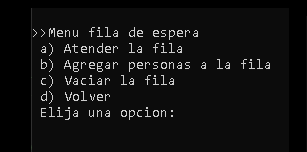 >>Menu fila de espera
a) Atender la fila
b) Agregar personas a la fila
c) Vaciar la fila
d) Volver
Elija una opcion: